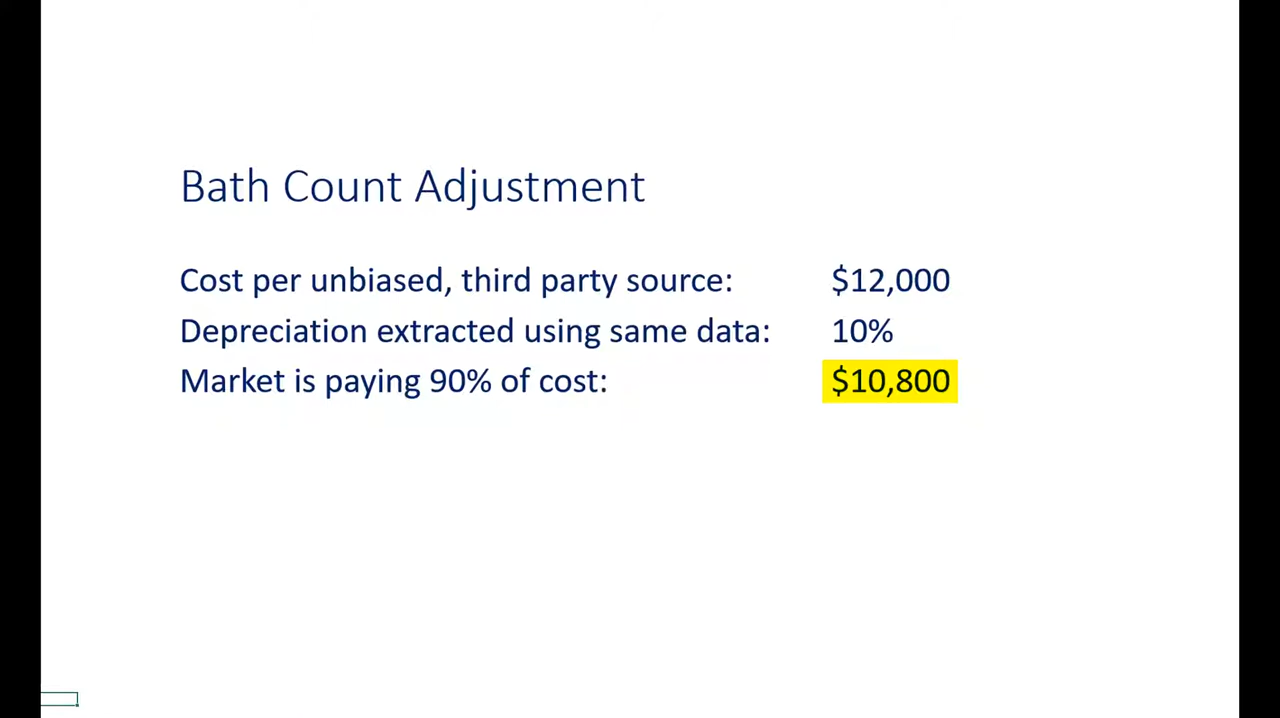 Bath Count Adjustment
Cost per unbiased, third party source: $12,000
Depreciation extracted using same data: 10%
Market is paying 90% of cost: $10,800